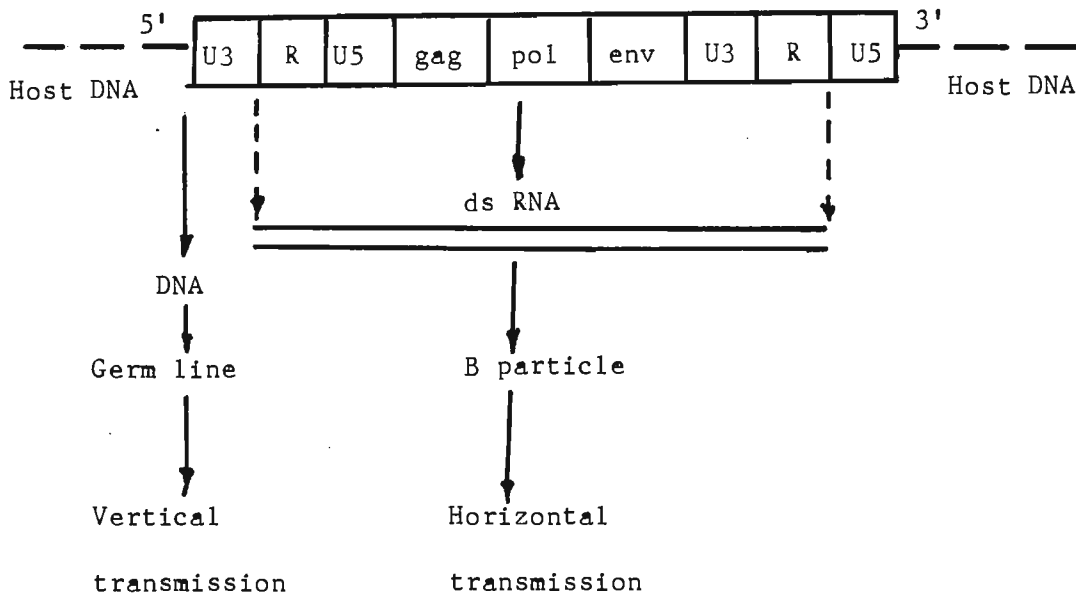 5' 3'
U3 R U5 gag pol env U3 R U5
Host DNA Host DNA
ds RNA
DNA
Germ line B particle
Vertical Horizontal
transmission transmission